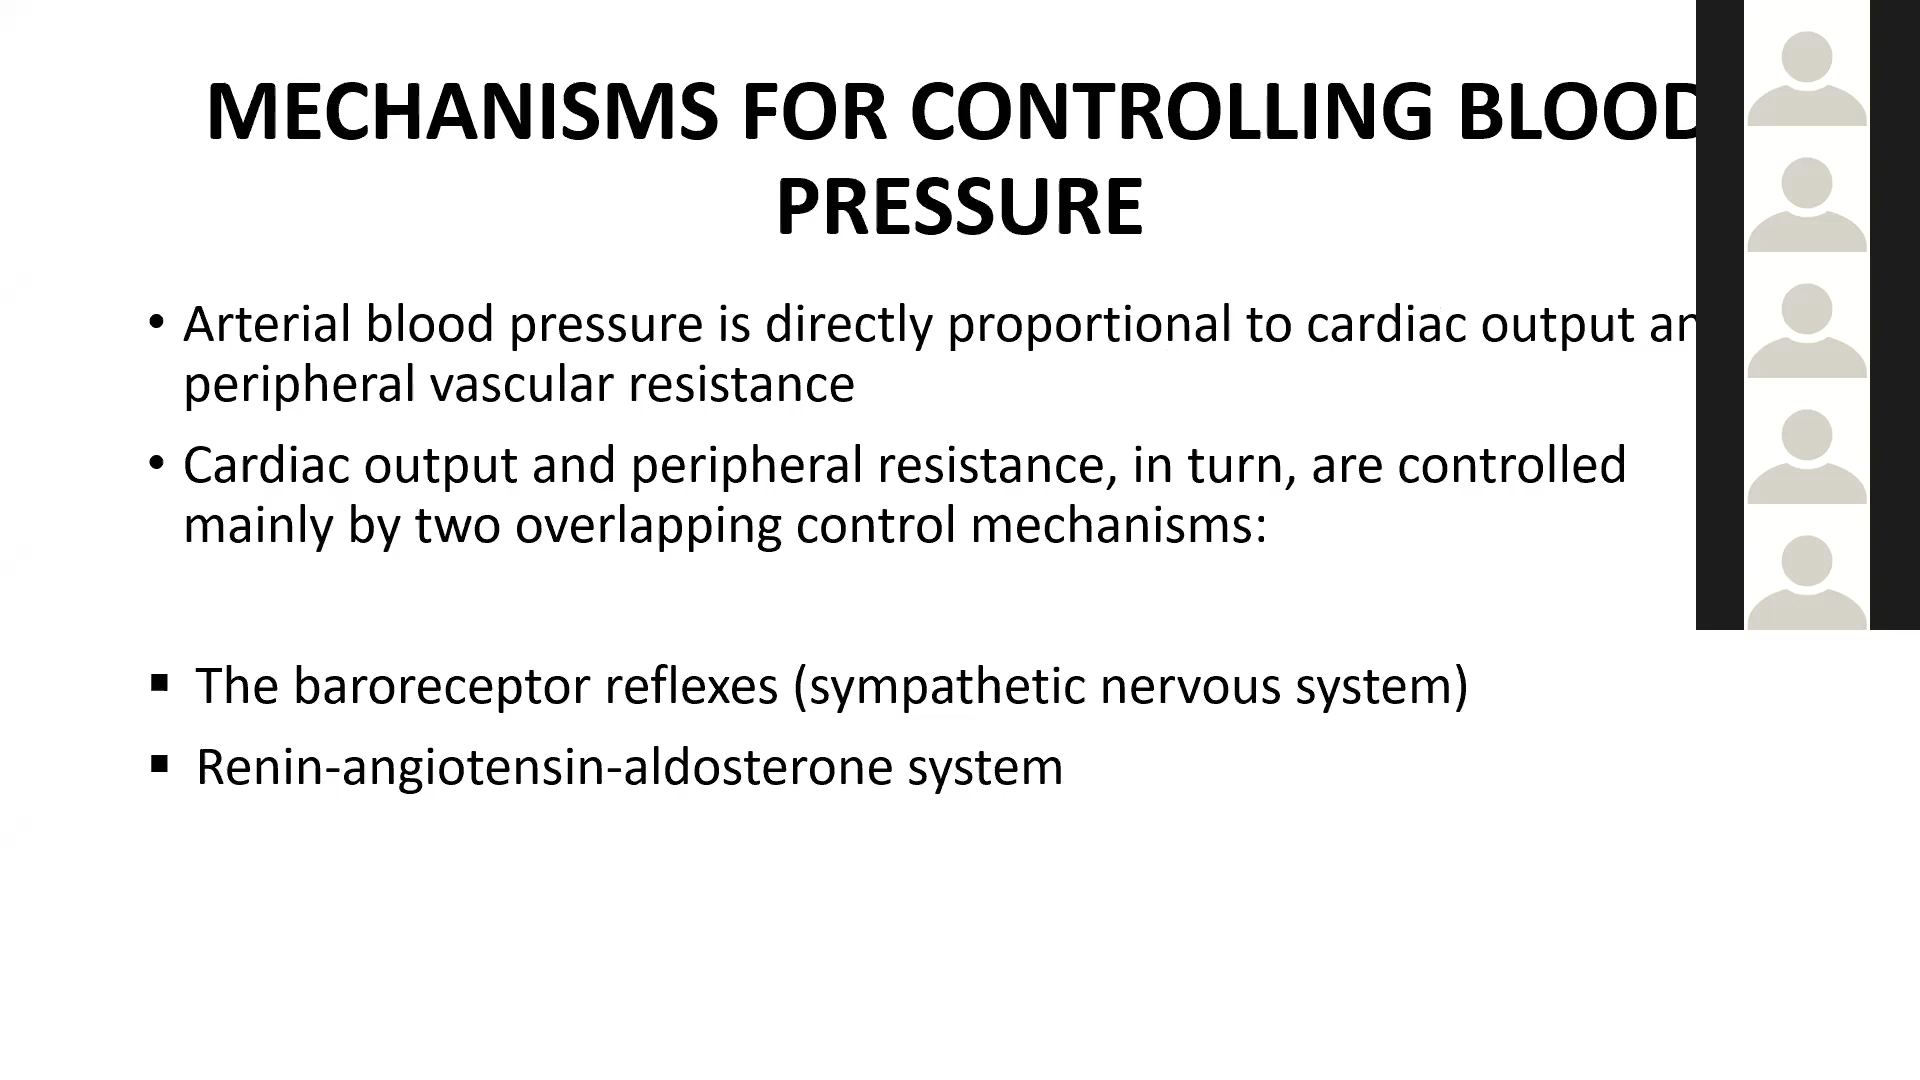 MECHANISMS FOR CONTROLLING BLOOD
PRESSURE
• Arterial blood pressure is directly proportional to cardiac output an
peripheral vascular resistance
• Cardiac output and peripheral resistance, in turn, are controlled
mainly by two overlapping control mechanisms:
▪ The baroreceptor reflexes (sympathetic nervous system)
▪ Renin-angiotensin-aldosterone system